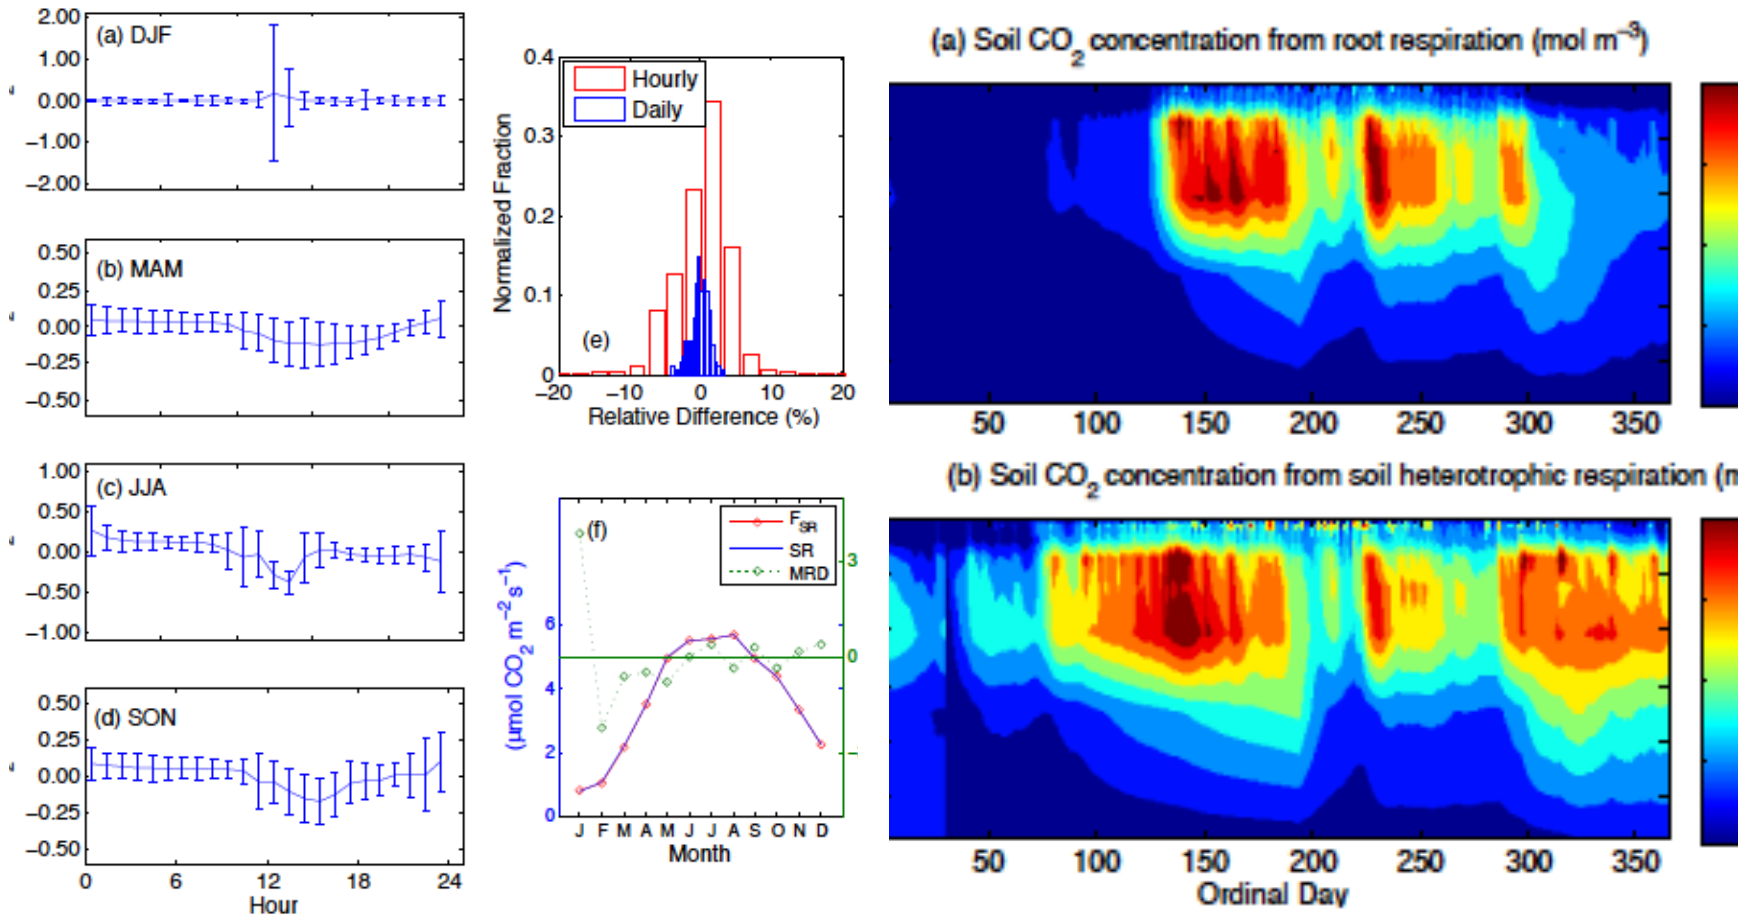 2.00
(a) DJF
1.00
0.00
−1.00
−2.00
0.50
(b) MAM
0.25
0.00
−0.25
−0.50
1.00
(c) JJA
0.50
0.00
−0.50
−1.00
0.50
(d) SON
0.25
0.00
−0.25
−0.50
0 6 12 18 24
Hour
0.4
Hourly
Daily
0.3
0.2
0.1
0
Normalized Fraction
(e)
−20 −10 0 10 20
Relative Difference (%)
(f)
F_SR
SR
MRD
3
0
−
6
4
2
0
(µmol CO₂ m⁻² s⁻¹)
J F M A M J J A S O N D
Month
(a) Soil CO₂ concentration from root respiration (mol m⁻³)
50 100 150 200 250 300 350
(b) Soil CO₂ concentration from soil heterotrophic respiration (m
50 100 150 200 250 300 350
Ordinal Day